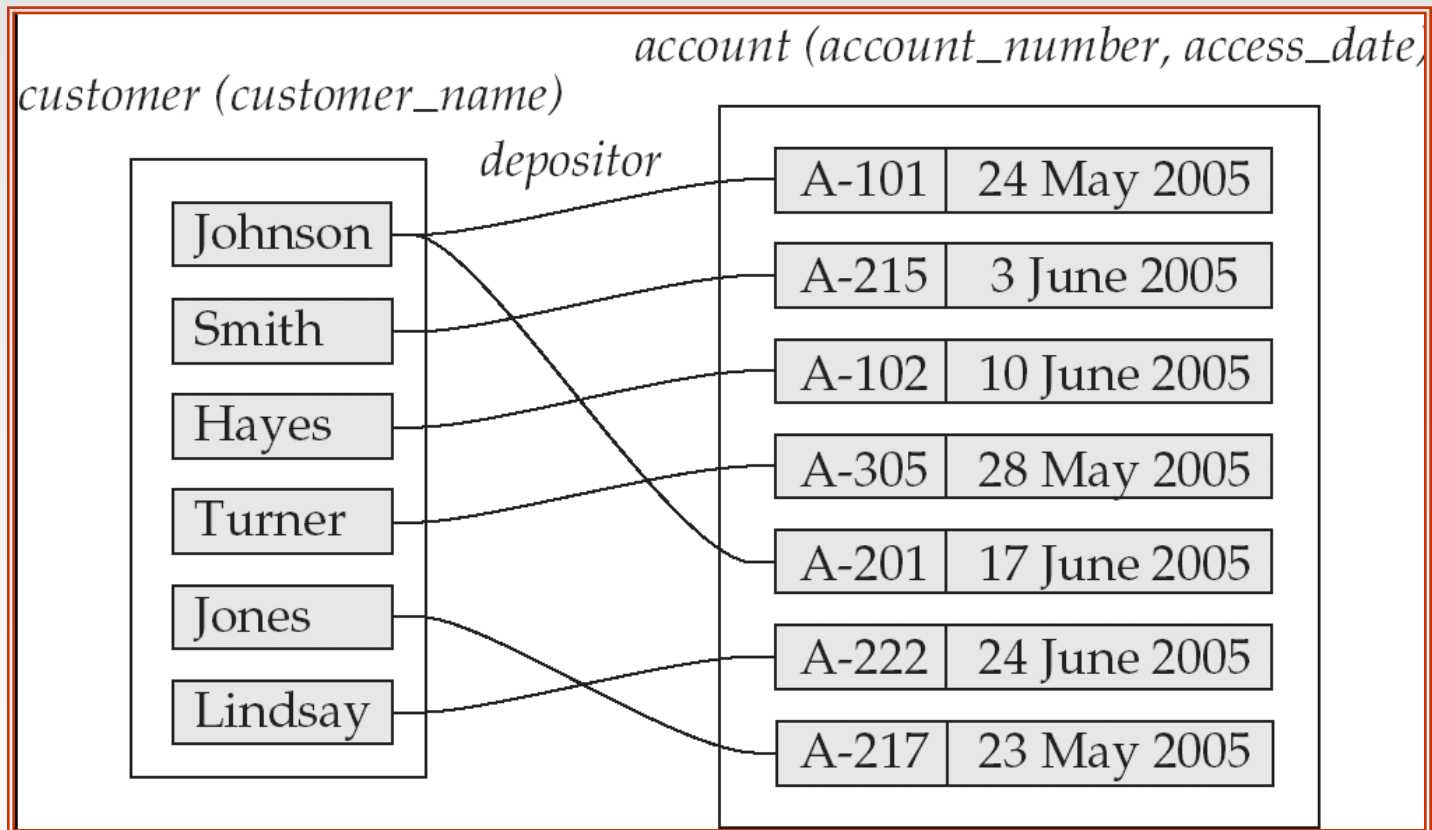 account (account_number, access_date)
customer (customer_name)
depositor
Johnson
Smith
Hayes
Turner
Jones
Lindsay
A-101 24 May 2005
A-215 3 June 2005
A-102 10 June 2005
A-305 28 May 2005
A-201 17 June 2005
A-222 24 June 2005
A-217 23 May 2005